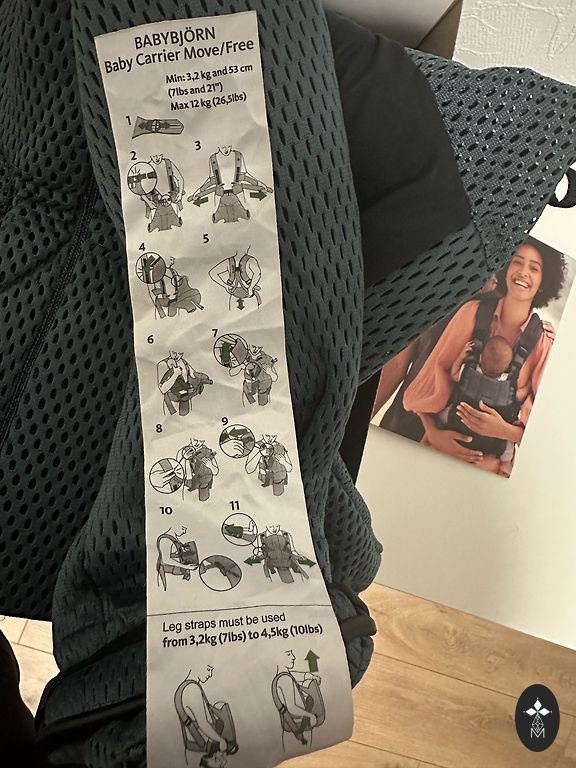 BABYBJÖRN
Baby Carrier Move/Free
Min: 3,2 kg and 53 cm
(7lbs and 21")
Max 12 kg (26,5lbs)
1
2
3
4
5
6
7
8
9
10
11
Leg straps must be used
from 3,2kg (7lbs) to 4,5kg (10lbs)
M